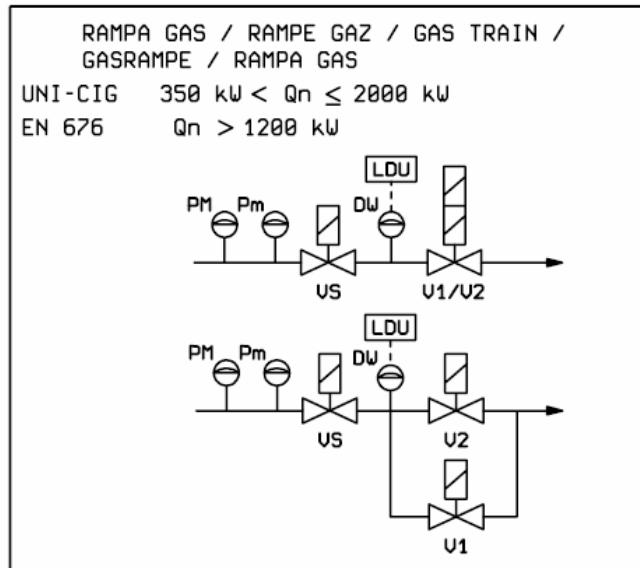 RAMPA GAS / RAMPE GAZ / GAS TRAIN /
GASRAMPE / RAMPA GAS
UNI-CIG 350 kW < Qn ≤ 2000 kW
EN 676 Qn > 1200 kW
LDU
PM Pm DW
VS V1/V2
LDU
PM Pm DW
VS V2
V1